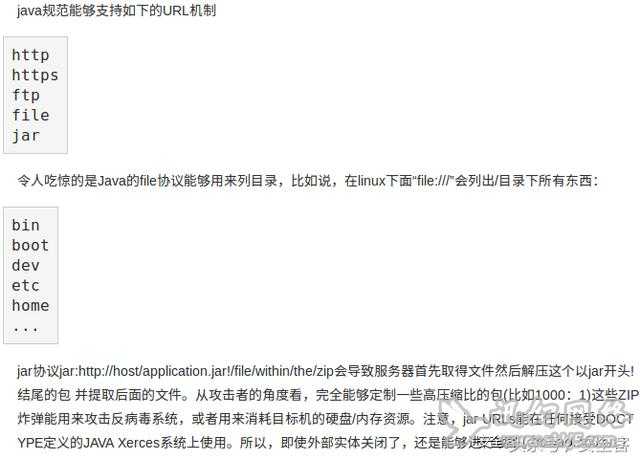 java规范能够支持如下的URL机制
http
https
ftp
file
jar
令人吃惊的是Java的file协议能够用来列目录，比如说，在linux下面“file:///”会列出/目录下所有东西：
bin
boot
dev
etc
home
...
jar协议jar:http://host/application.jar!/file/within/the/zip会导致服务器首先取得文件然后解压这个以jar开头!
结尾的包 并提取后面的文件。从攻击者的角度看，完全能够定制一些高压缩比的包(比如1000：1)这些ZIP
炸弹能用来攻击反病毒系统，或者用来消耗目标机的硬盘/内存资源。注意，jar URLs能在任何接受DOCT
YPE定义的JAVA Xerces系统上使用。所以，即使外部实体关闭了，还是能够进